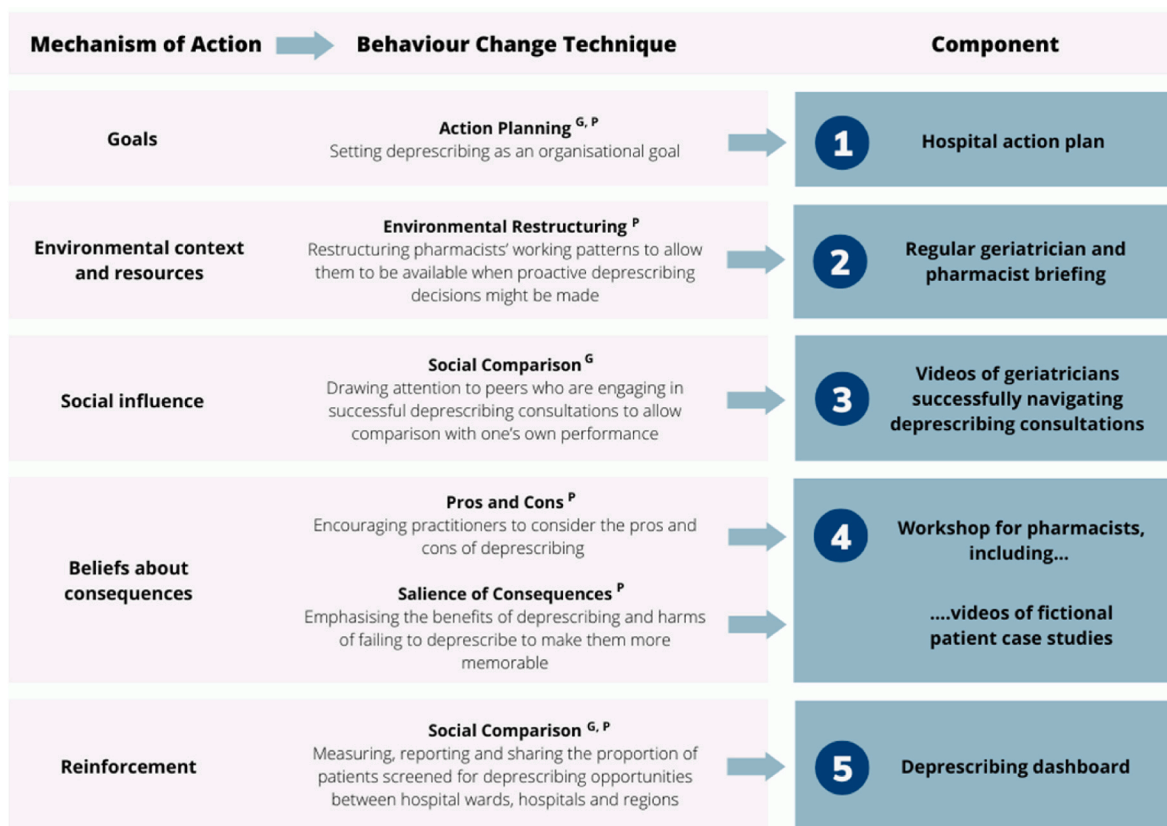 Mechanism of Action
Behaviour Change Technique
Component
Goals
Action Planning G, P
Setting deprescribing as an organisational goal
1
Hospital action plan
Environmental context
and resources
Environmental Restructuring P
Restructuring pharmacists’ working patterns to allow
them to be available when proactive deprescribing
decisions might be made
2
Regular geriatrician and
pharmacist briefing
Social influence
Social Comparison G
Drawing attention to peers who are engaging in
successful deprescribing consultations to allow
comparison with one’s own performance
3
Videos of geriatricians
successfully navigating
deprescribing consultations
Beliefs about
consequences
Pros and Cons P
Encouraging practitioners to consider the pros and
cons of deprescribing
Salience of Consequences P
Emphasising the benefits of deprescribing and harms
of failing to deprescribe to make them more
memorable
4
Workshop for pharmacists,
including...
....videos of fictional
patient case studies
Reinforcement
Social Comparison G, P
Measuring, reporting and sharing the proportion of
patients screened for deprescribing opportunities
between hospital wards, hospitals and regions
5
Deprescribing dashboard